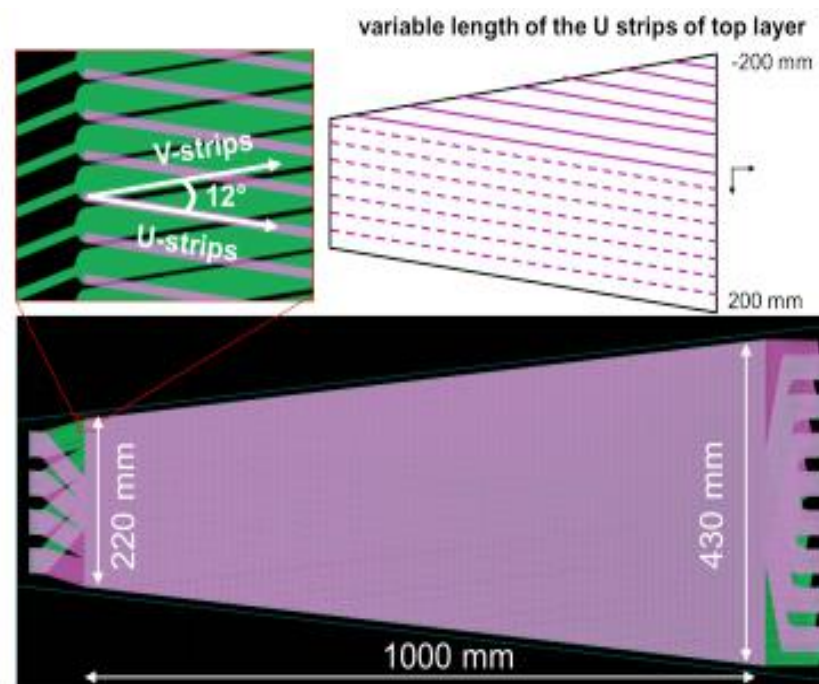 variable length of the U strips of top layer
-200 mm
V-strips
12°
U-strips
200 mm
220 mm
430 mm
1000 mm